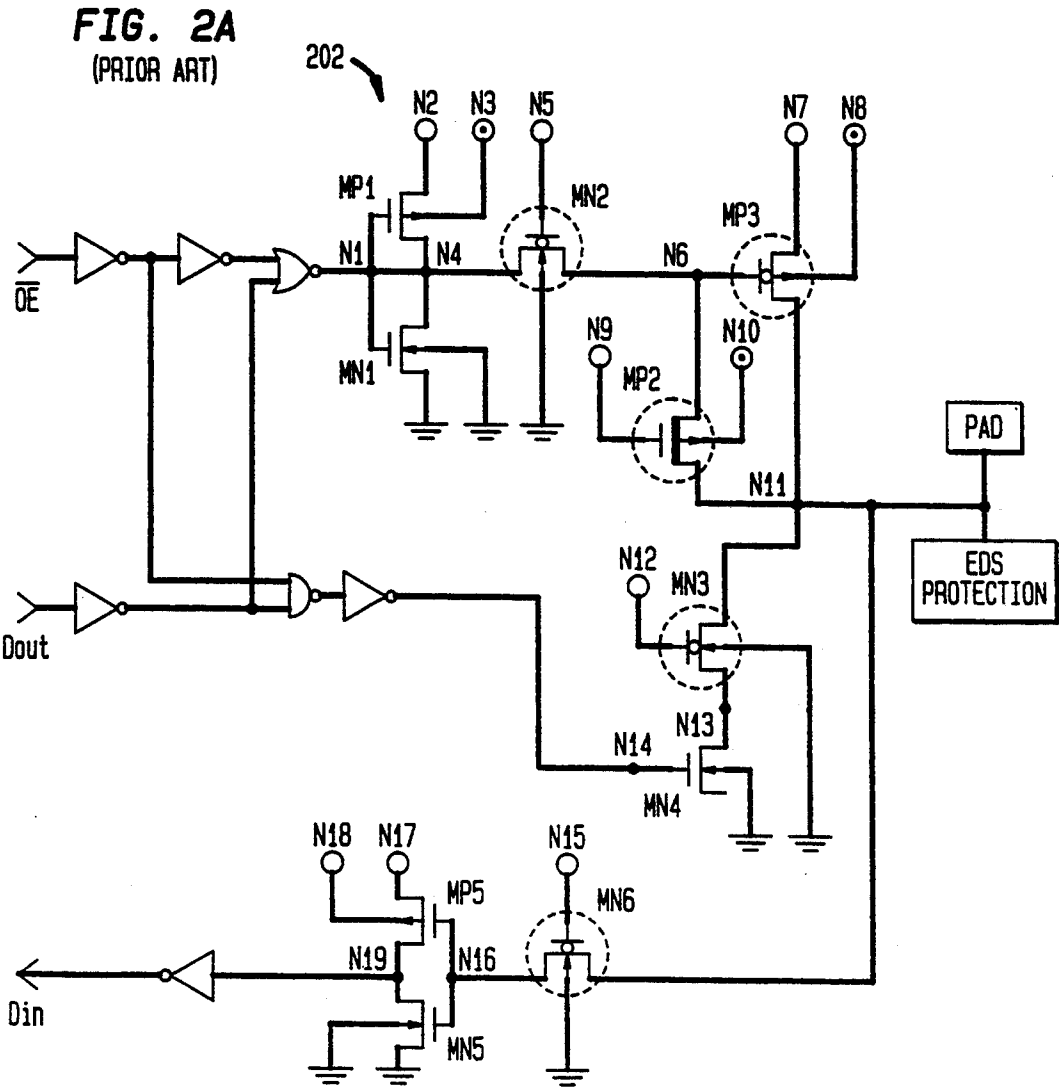 FIG. 2A
(PRIOR ART)
202
N2
N3
N5
N7
N8
MP1
MN2
MP3
N1
N4
N6
OE
N9
N10
MN1
MP2
PAD
N11
N12
MN3
EDS
PROTECTION
Dout
N13
N14
MN4
N18
N17
N15
MP5
MN6
N19
N16
Din
MN5